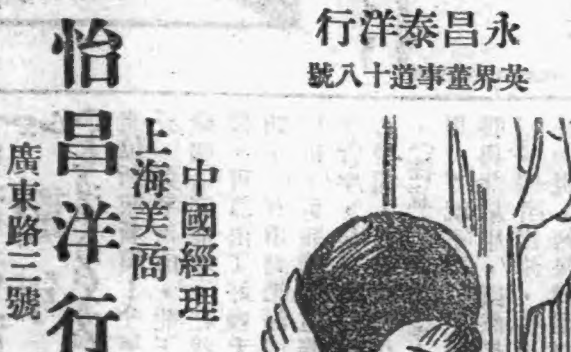 永昌泰洋行
英界董事道十八號
中國經理
上海美商
怡昌洋行
廣東路三號